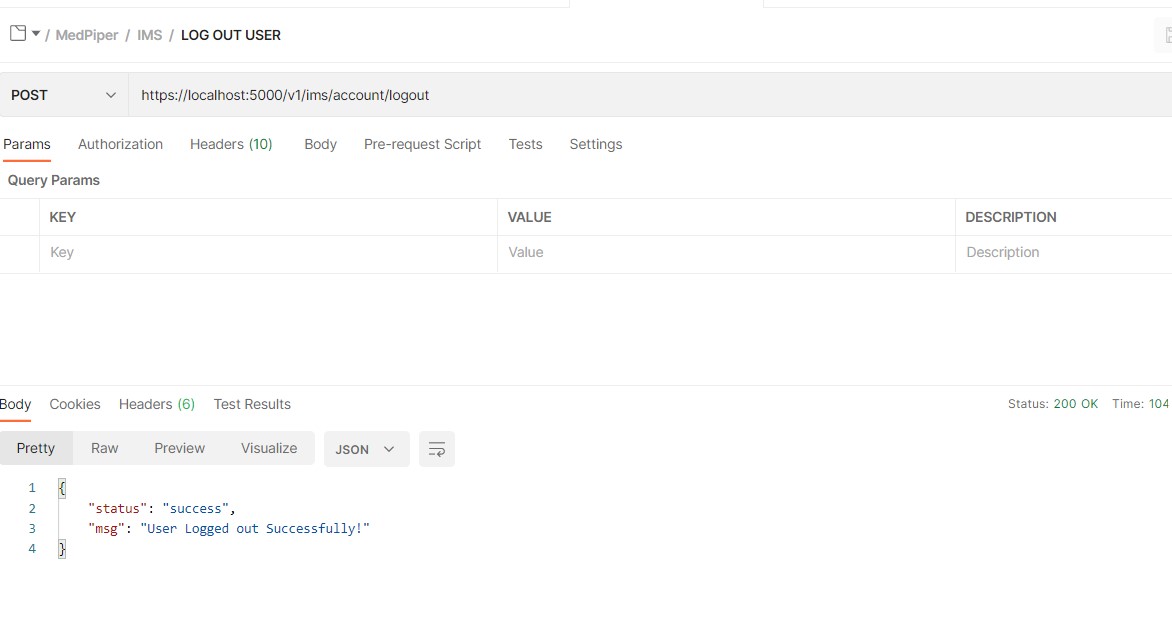 / MedPiper / IMS / LOG OUT USER
POST https://localhost:5000/v1/ims/account/logout
Params Authorization Headers (10) Body Pre-request Script Tests Settings
Query Params
KEY VALUE DESCRIPTION
Key Value Description
Body Cookies Headers (6) Test Results Status: 200 OK Time: 104
Pretty Raw Preview Visualize JSON
1 {
2 "status": "success",
3 "msg": "User Logged out Successfully!"
4 }